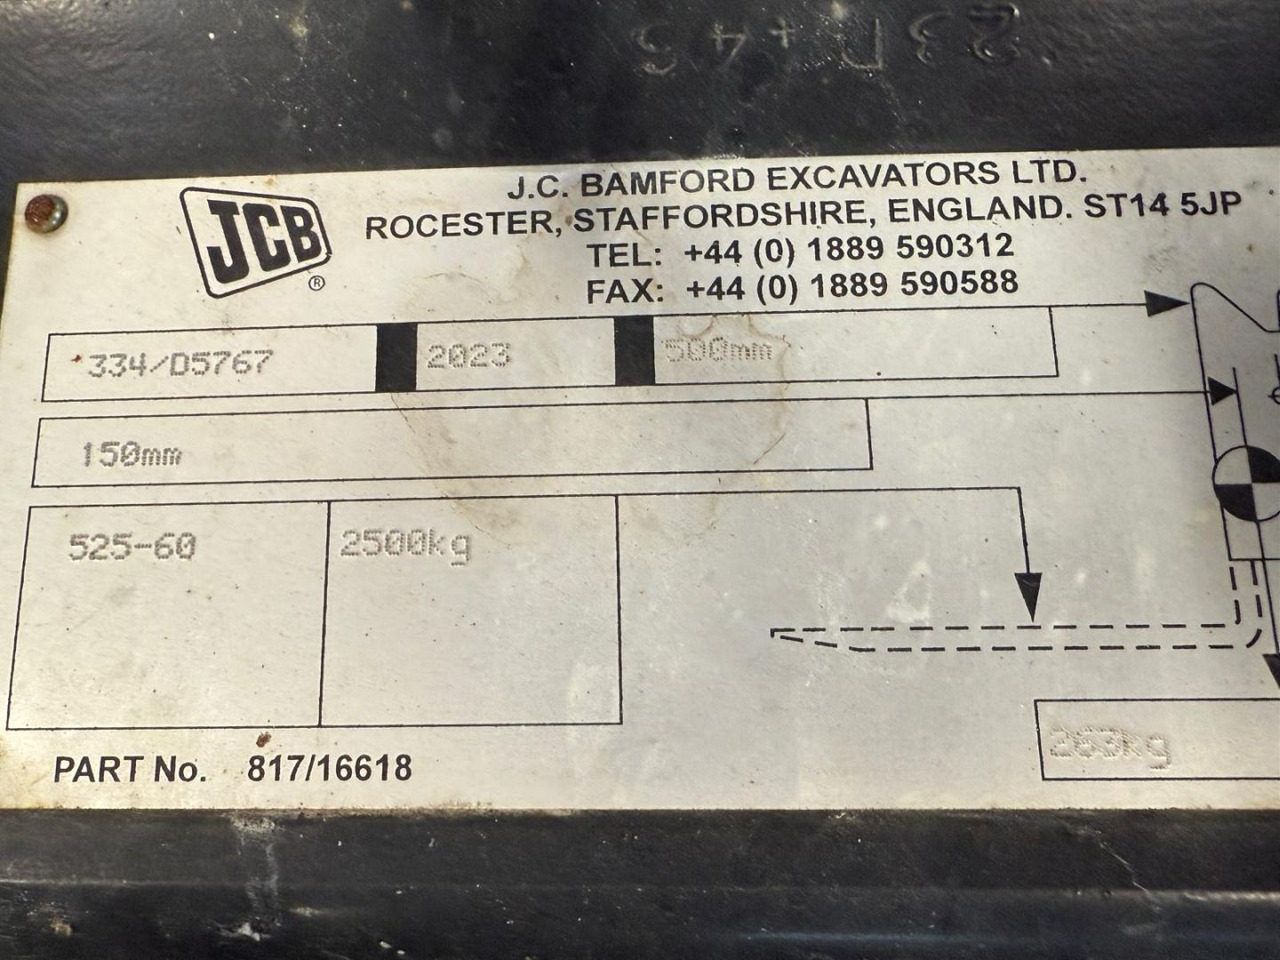 JCB
®
J.C. BAMFORD EXCAVATORS LTD.
ROCESTER, STAFFORDSHIRE, ENGLAND. ST14 5JP
TEL: +44 (0) 1889 590312
FAX: +44 (0) 1889 590588
334/D5767 2023 500mm
150mm
525-60 2500kg
263kg
PART No. 817/16618